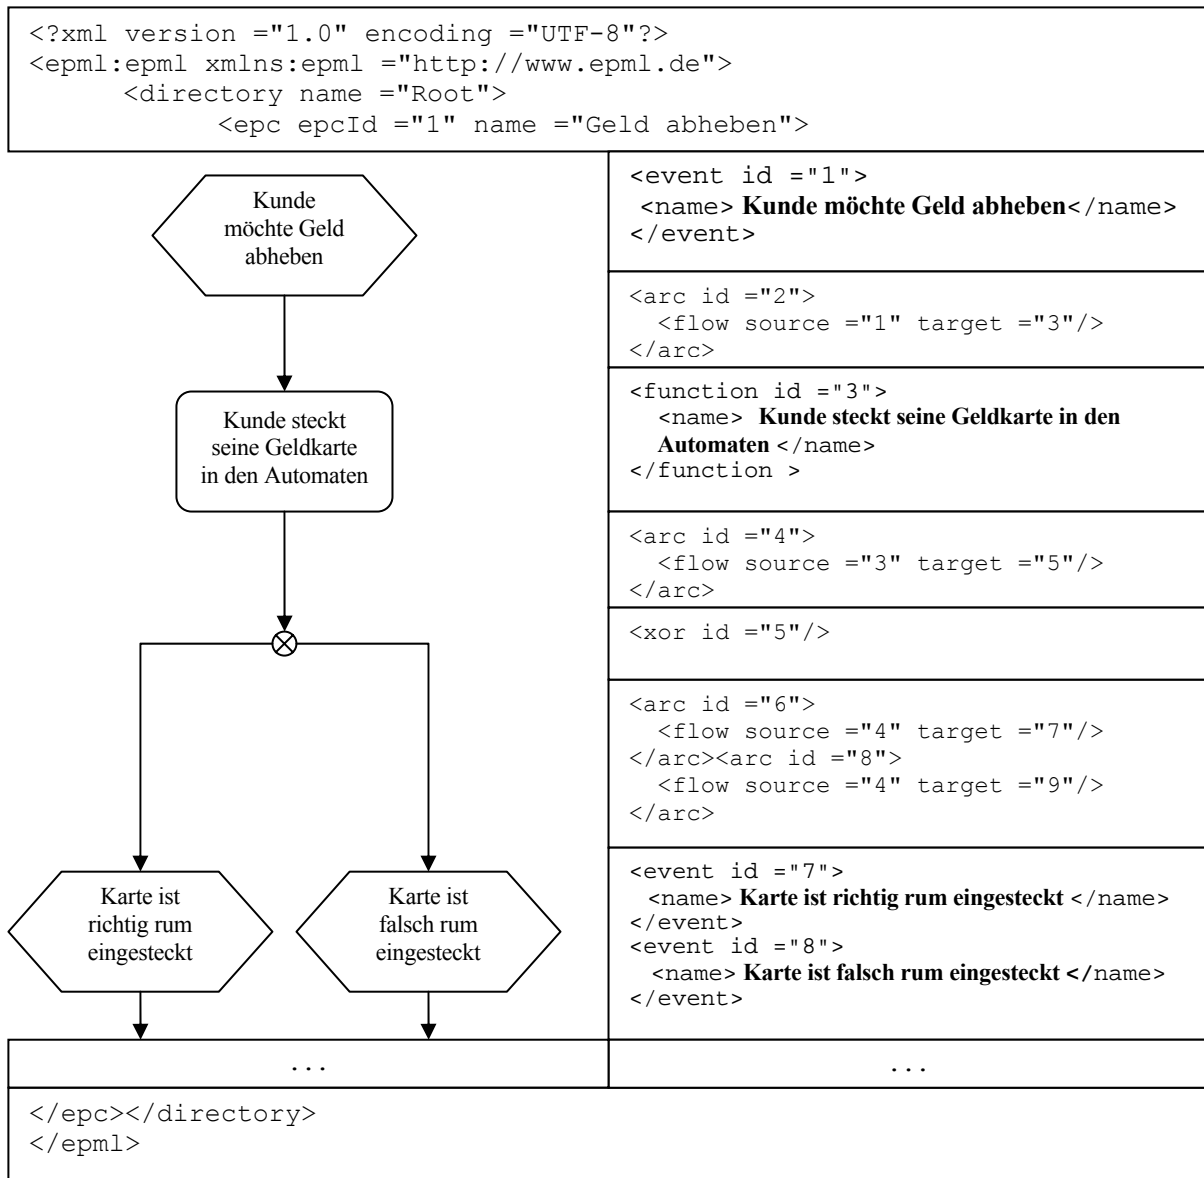 <?xml version ="1.0" encoding ="UTF-8"?>
<epml:epml xmlns:epml ="http://www.epml.de">
<directory name ="Root">
<epc epcId ="1" name ="Geld abheben">
Kunde
möchte Geld
abheben
<event id ="1">
<name> Kunde möchte Geld abheben</name>
</event>
<arc id ="2">
<flow source ="1" target ="3"/>
</arc>
Kunde steckt
seine Geldkarte
in den Automaten
<function id ="3">
<name> Kunde steckt seine Geldkarte in den
Automaten </name>
</function >
<arc id ="4">
<flow source ="3" target ="5"/>
</arc>
<xor id ="5"/>
<arc id ="6">
<flow source ="4" target ="7"/>
</arc><arc id ="8">
<flow source ="4" target ="9"/>
</arc>
Karte ist
richtig rum
eingesteckt
Karte ist
falsch rum
eingesteckt
<event id ="7">
<name> Karte ist richtig rum eingesteckt </name>
</event>
<event id ="8">
<name> Karte ist falsch rum eingesteckt </name>
</event>
...
...
</epc></directory>
</epml>